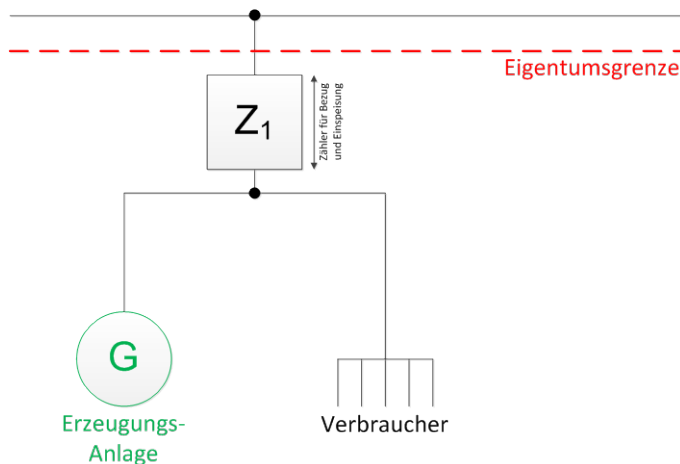 Eigentumsgrenze
Z₁
Zähler für Bezug
und Einspeisung
G
Erzeugungs-
Anlage
Verbraucher